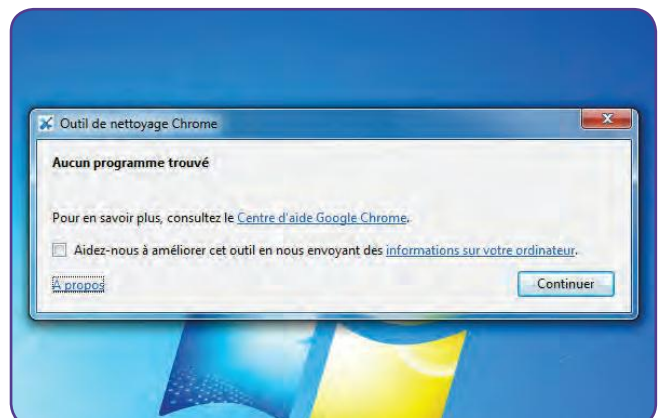 Outil de nettoyage Chrome
Aucun programme trouvé
Pour en savoir plus, consultez le Centre d'aide Google Chrome.
Aidez-nous à améliorer cet outil en nous envoyant des informations sur votre ordinateur.
À propos
Continuer